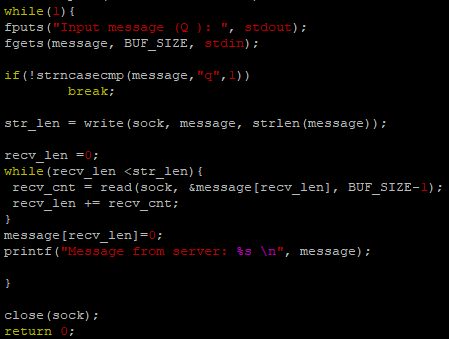 while(1){
fputs("Input message (Q ): ", stdout);
fgets(message, BUF_SIZE, stdin);
if(!strncasecmp(message,"q",1))
break;
str_len = write(sock, message, strlen(message));
recv_len =0;
while(recv_len <str_len){
recv_cnt = read(sock, &message[recv_len], BUF_SIZE-1);
recv_len += recv_cnt;
}
message[recv_len]=0;
printf("Message from server: %s \n", message);
}
close(sock);
return 0;